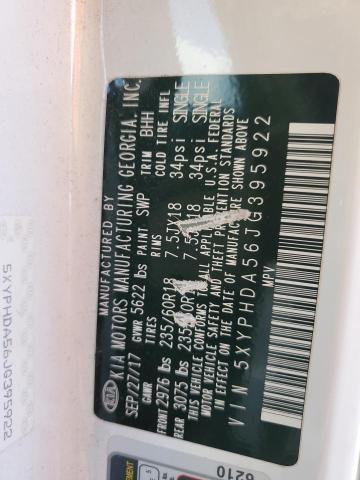 KIA
MANUFACTURED BY
KIA MOTORS MANUFACTURING GEORGIA, INC.
SEP/27/17 GVWR 5622 lbs PAINT SWP TRIM BHH
GAWR TIRES RIMS COLD TIRE INFL
FRONT 2976 lbs 235/60R18 7.5JX18 34psi SINGLE
REAR 3075 lbs 235/60R18 7.5JX18 34psi SINGLE
THIS VEHICLE CONFORMS TO ALL APPLICABLE U.S.A. FEDERAL
MOTOR VEHICLE SAFETY AND THEFT PREVENTION STANDARDS
IN EFFECT ON THE DATE OF MANUFACTURE SHOWN ABOVE
VIN 5XYPHDA56JG395922
MPV
5XYPHDA56JG395922
6210